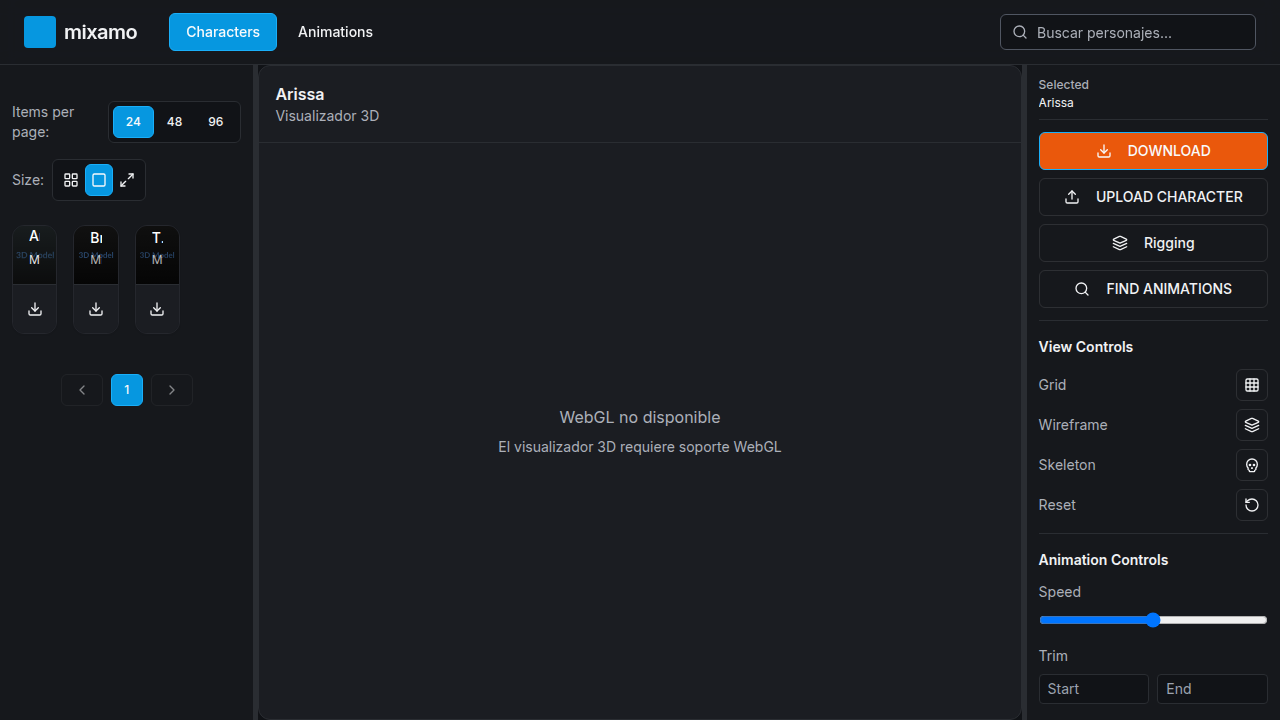 mixamo
Characters
Animations
Buscar personajes...
Items per page:
24
48
96
Size:
A
3D Model
M
Br
3D Model
M
T.
3D Model
M
1
Arissa
Visualizador 3D
WebGL no disponible
El visualizador 3D requiere soporte WebGL
Selected
Arissa
DOWNLOAD
UPLOAD CHARACTER
Rigging
FIND ANIMATIONS
View Controls
Grid
Wireframe
Skeleton
Reset
Animation Controls
Speed
Trim
Start
End